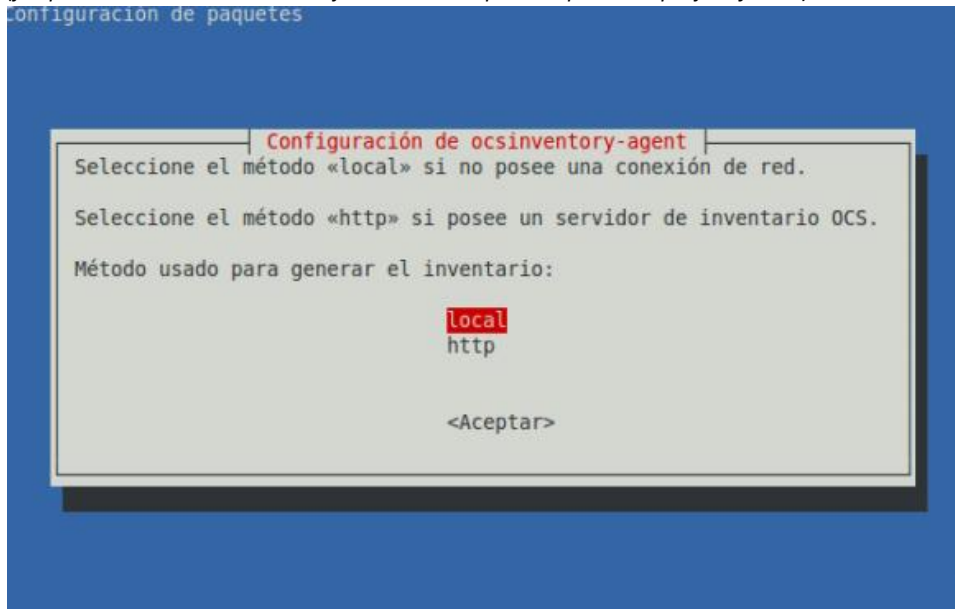 Configuración de paquetes
Configuración de ocsinventory-agent
Seleccione el método «local» si no posee una conexión de red.
Seleccione el método «http» si posee un servidor de inventario OCS.
Método usado para generar el inventario:
local
http
<Aceptar>